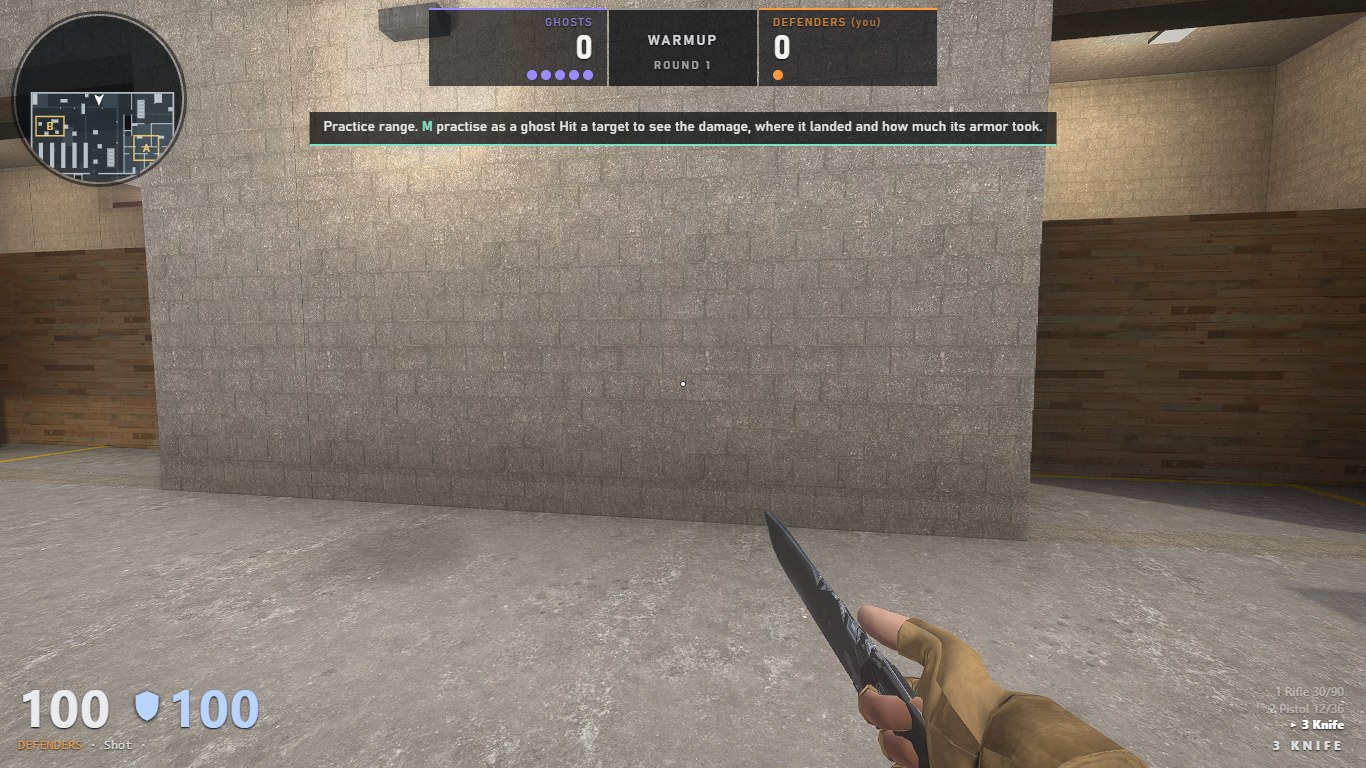 GHOSTS
0
WARMUP
ROUND 1
DEFENDERS (you)
0
Practice range. M practise as a ghost Hit a target to see the damage, where it landed and how much its armor took.
B
A
100 100
DEFENDERS · Shot ·
1 Rifle 30/90
2 Pistol 12/36
▸ 3 Knife
3 KNIFE